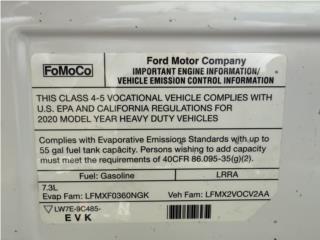 FoMoCo
Ford Motor Company
IMPORTANT ENGINE INFORMATION/
VEHICLE EMISSION CONTROL INFORMATION
THIS CLASS 4-5 VOCATIONAL VEHICLE COMPLIES WITH
U.S. EPA AND CALIFORNIA REGULATIONS FOR
2020 MODEL YEAR HEAVY DUTY VEHICLES
Complies with Evaporative Emissiogs Standards with up to
55 gal fuel tank capacity. Persons wishing to add capacity
must meet the requirements of 40CFR 86.095-35(g)(2).
Fuel: Gasoline LRRA
7.3L
Evap Fam: LFMXF0360NGK Veh Fam: LFMX2VOCV2AA
LW7E-9C485-
E V K